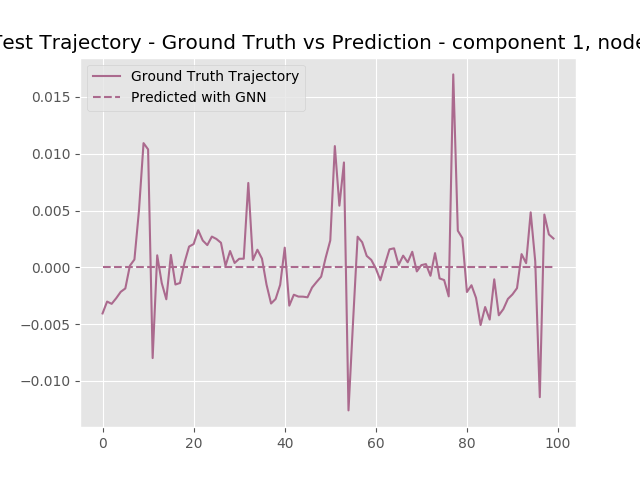 Test Trajectory - Ground Truth vs Prediction - component 1, node
Ground Truth Trajectory
Predicted with GNN
0.015
0.010
0.005
0.000
−0.005
−0.010
0 20 40 60 80 100